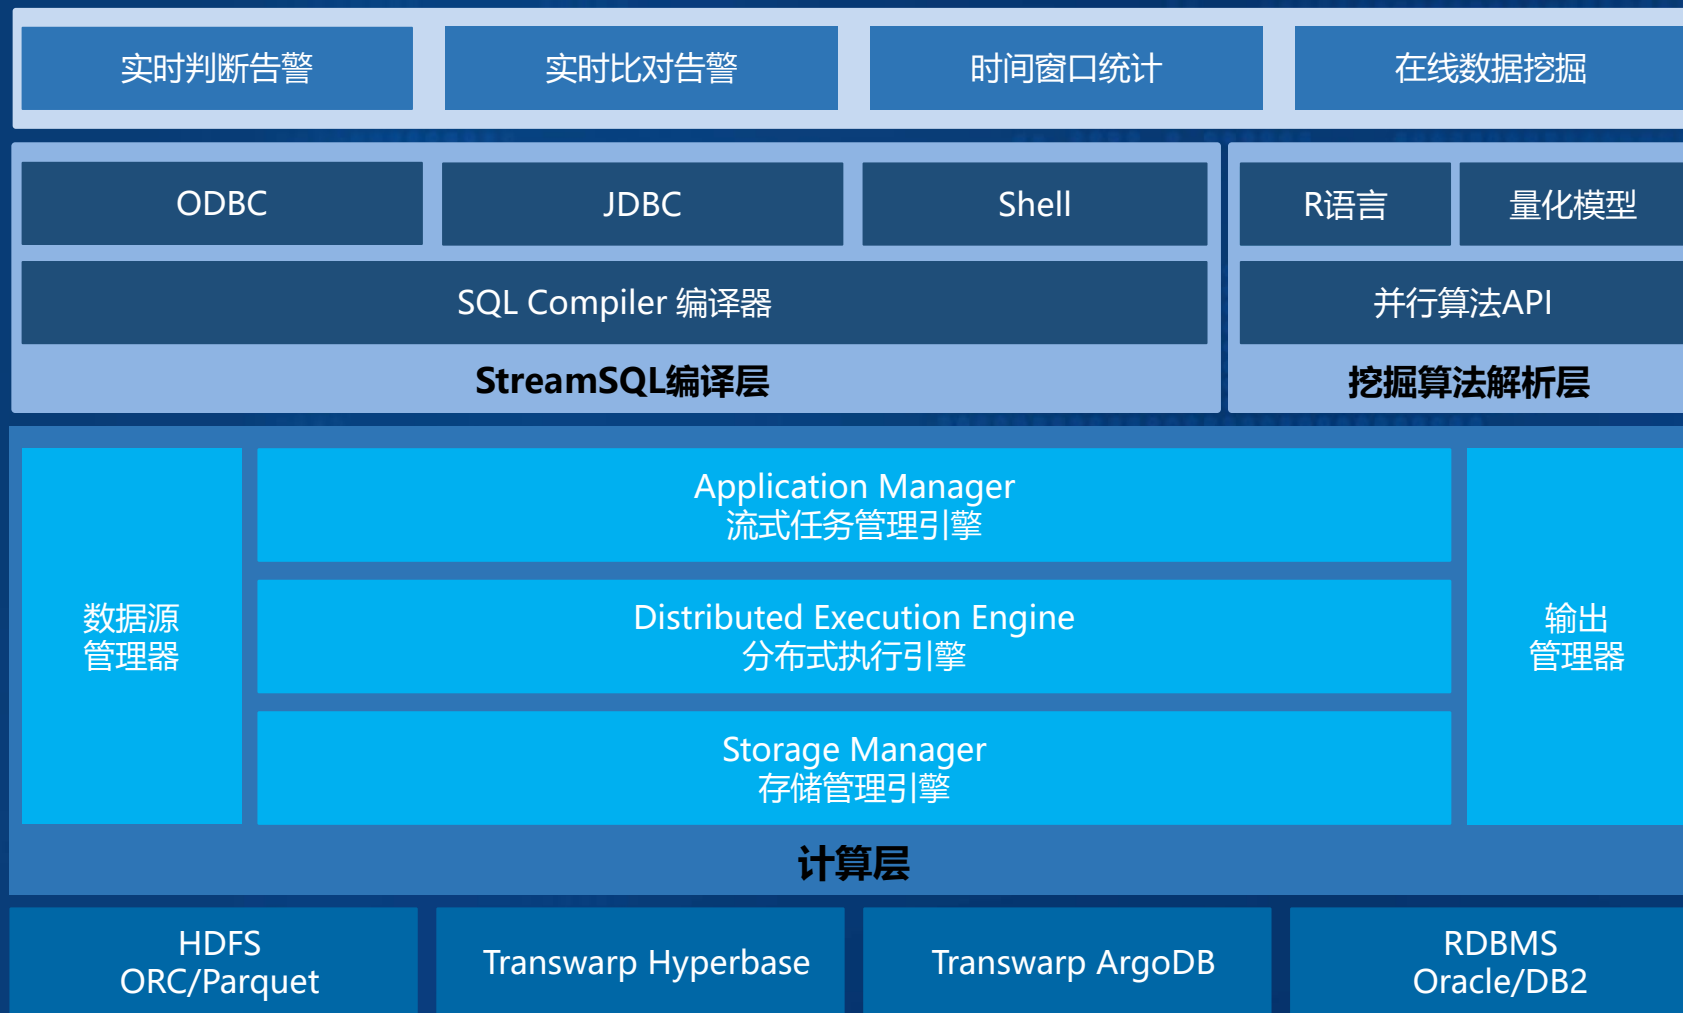 实时判断告警
实时比对告警
时间窗口统计
在线数据挖掘
ODBC
JDBC
Shell
R语言
量化模型
SQL Compiler 编译器
并行算法API
StreamSQL编译层
挖掘算法解析层
数据源
管理器
Application Manager
流式任务管理引擎
Distributed Execution Engine
分布式执行引擎
Storage Manager
存储管理引擎
输出
管理器
计算层
HDFS
ORC/Parquet
Transwarp Hyperbase
Transwarp ArgoDB
RDBMS
Oracle/DB2